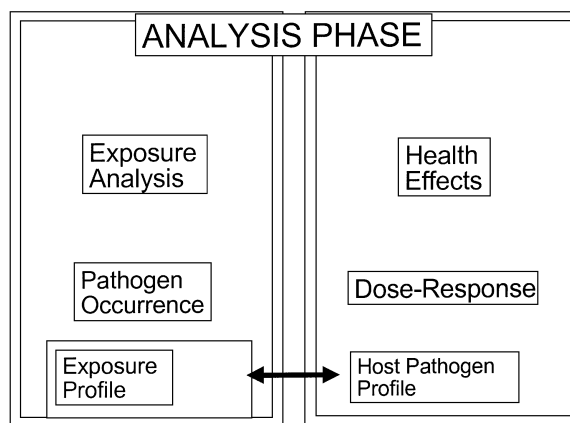 ANALYSIS PHASE
Exposure
Analysis
Health
Effects
Pathogen
Occurrence
Dose-Response
Exposure
Profile
Host Pathogen
Profile